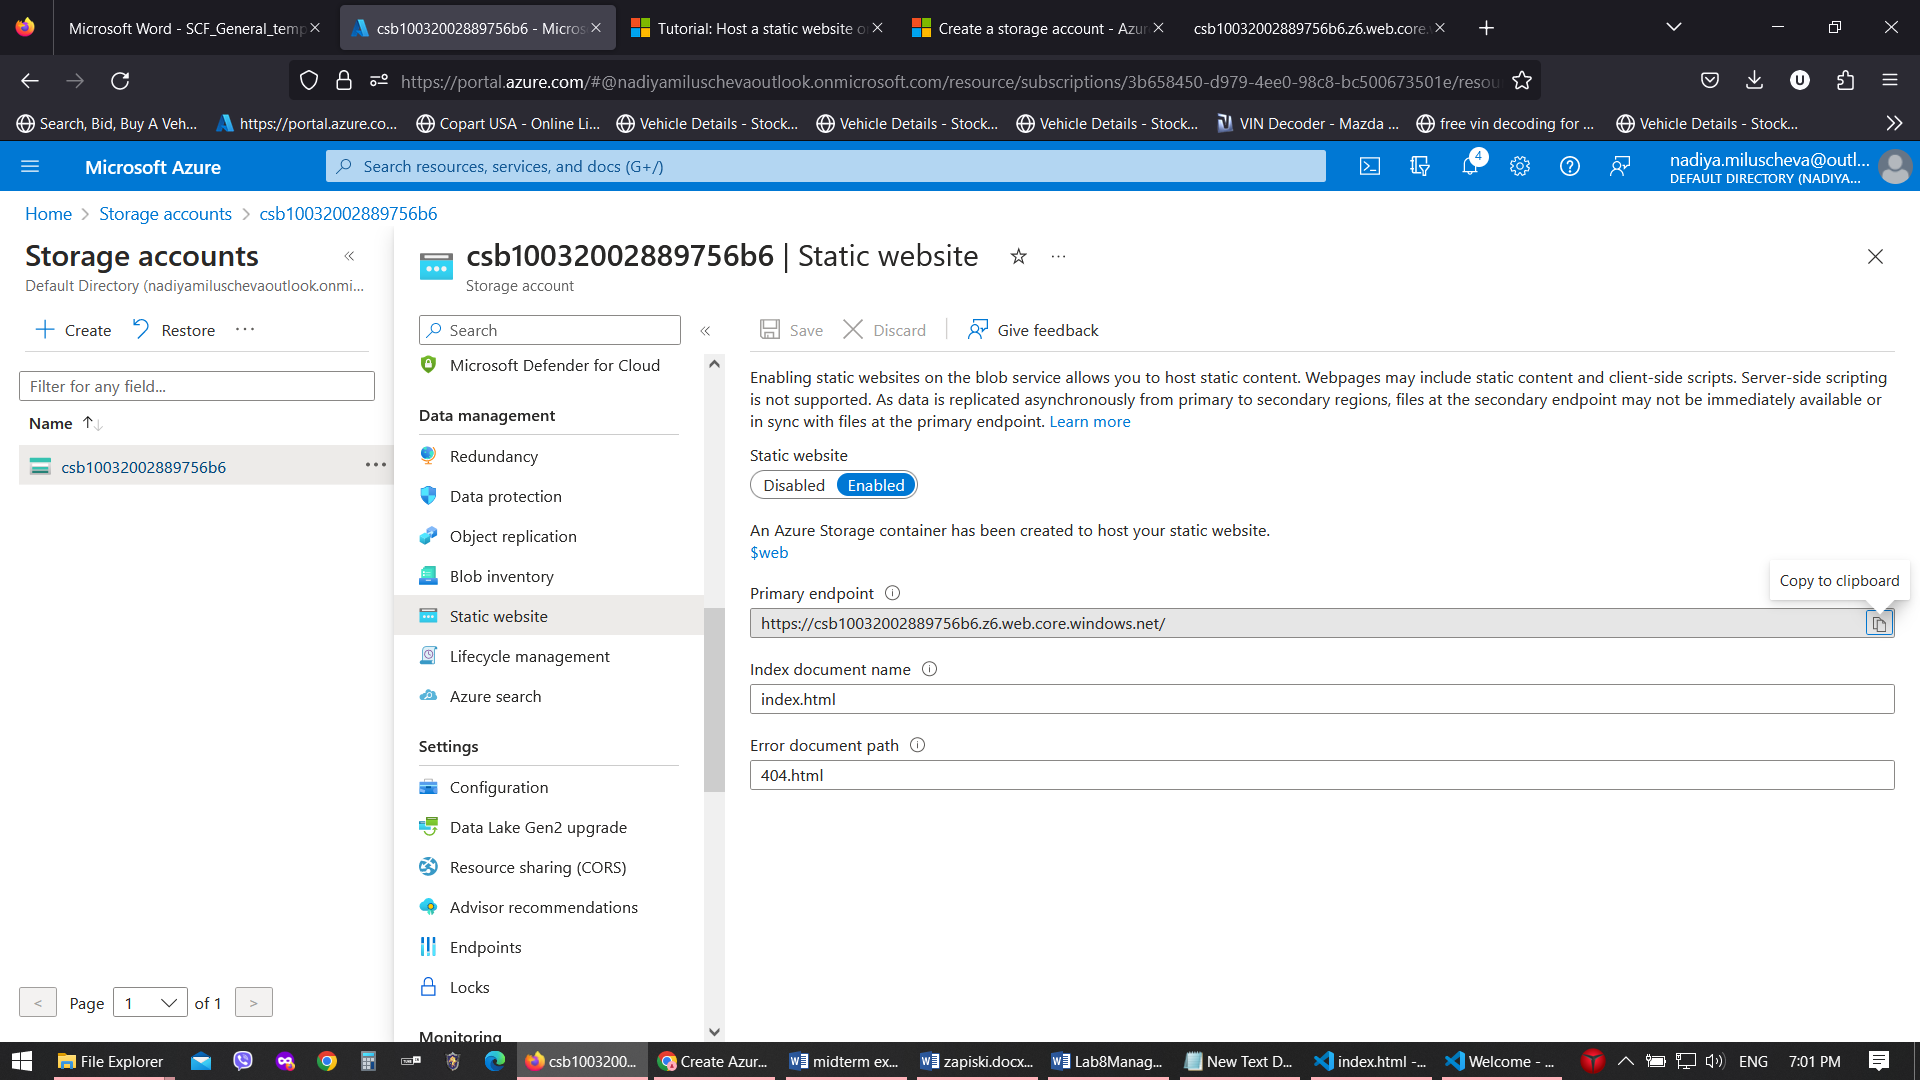 Microsoft Word - SCF_General_temp
csb10032002889756b6 - Micros
Tutorial: Host a static website o
Create a storage account - Azur
csb10032002889756b6.z6.web.core.w
https://portal.azure.com/#@nadiyamiluschevaoutlook.onmicrosoft.com/resource/subscriptions/3b658450-d979-4ee0-98c8-bc500673501e/resou
Search, Bid, Buy A Veh...
https://portal.azure.co...
Copart USA - Online Li...
Vehicle Details - Stock...
Vehicle Details - Stock...
Vehicle Details - Stock...
VIN Decoder - Mazda ...
free vin decoding for ...
Vehicle Details - Stock...
Microsoft Azure
Search resources, services, and docs (G+/)
4
nadiya.miluscheva@outl...
DEFAULT DIRECTORY (NADIYA...
Home > Storage accounts > csb10032002889756b6
Storage accounts
Default Directory (nadiyamiluschevaoutlook.onmi...
Create
Restore
Filter for any field...
Name
csb10032002889756b6
< Page 1 of 1 >
csb10032002889756b6 | Static website
Storage account
Search
Microsoft Defender for Cloud
Data management
Redundancy
Data protection
Object replication
Blob inventory
Static website
Lifecycle management
Azure search
Settings
Configuration
Data Lake Gen2 upgrade
Resource sharing (CORS)
Advisor recommendations
Endpoints
Locks
Monitoring
Save
Discard
Give feedback
Enabling static websites on the blob service allows you to host static content. Webpages may include static content and client-side scripts. Server-side scripting
is not supported. As data is replicated asynchronously from primary to secondary regions, files at the secondary endpoint may not be immediately available or
in sync with files at the primary endpoint. Learn more
Static website
Disabled Enabled
An Azure Storage container has been created to host your static website.
$web
Copy to clipboard
Primary endpoint
https://csb10032002889756b6.z6.web.core.windows.net/
Index document name
index.html
Error document path
404.html
File Explorer
csb1003200...
Create Azur...
midterm ex...
zapiski.docx...
Lab8Manag...
New Text D...
index.html -...
Welcome - ...
ENG
7:01 PM